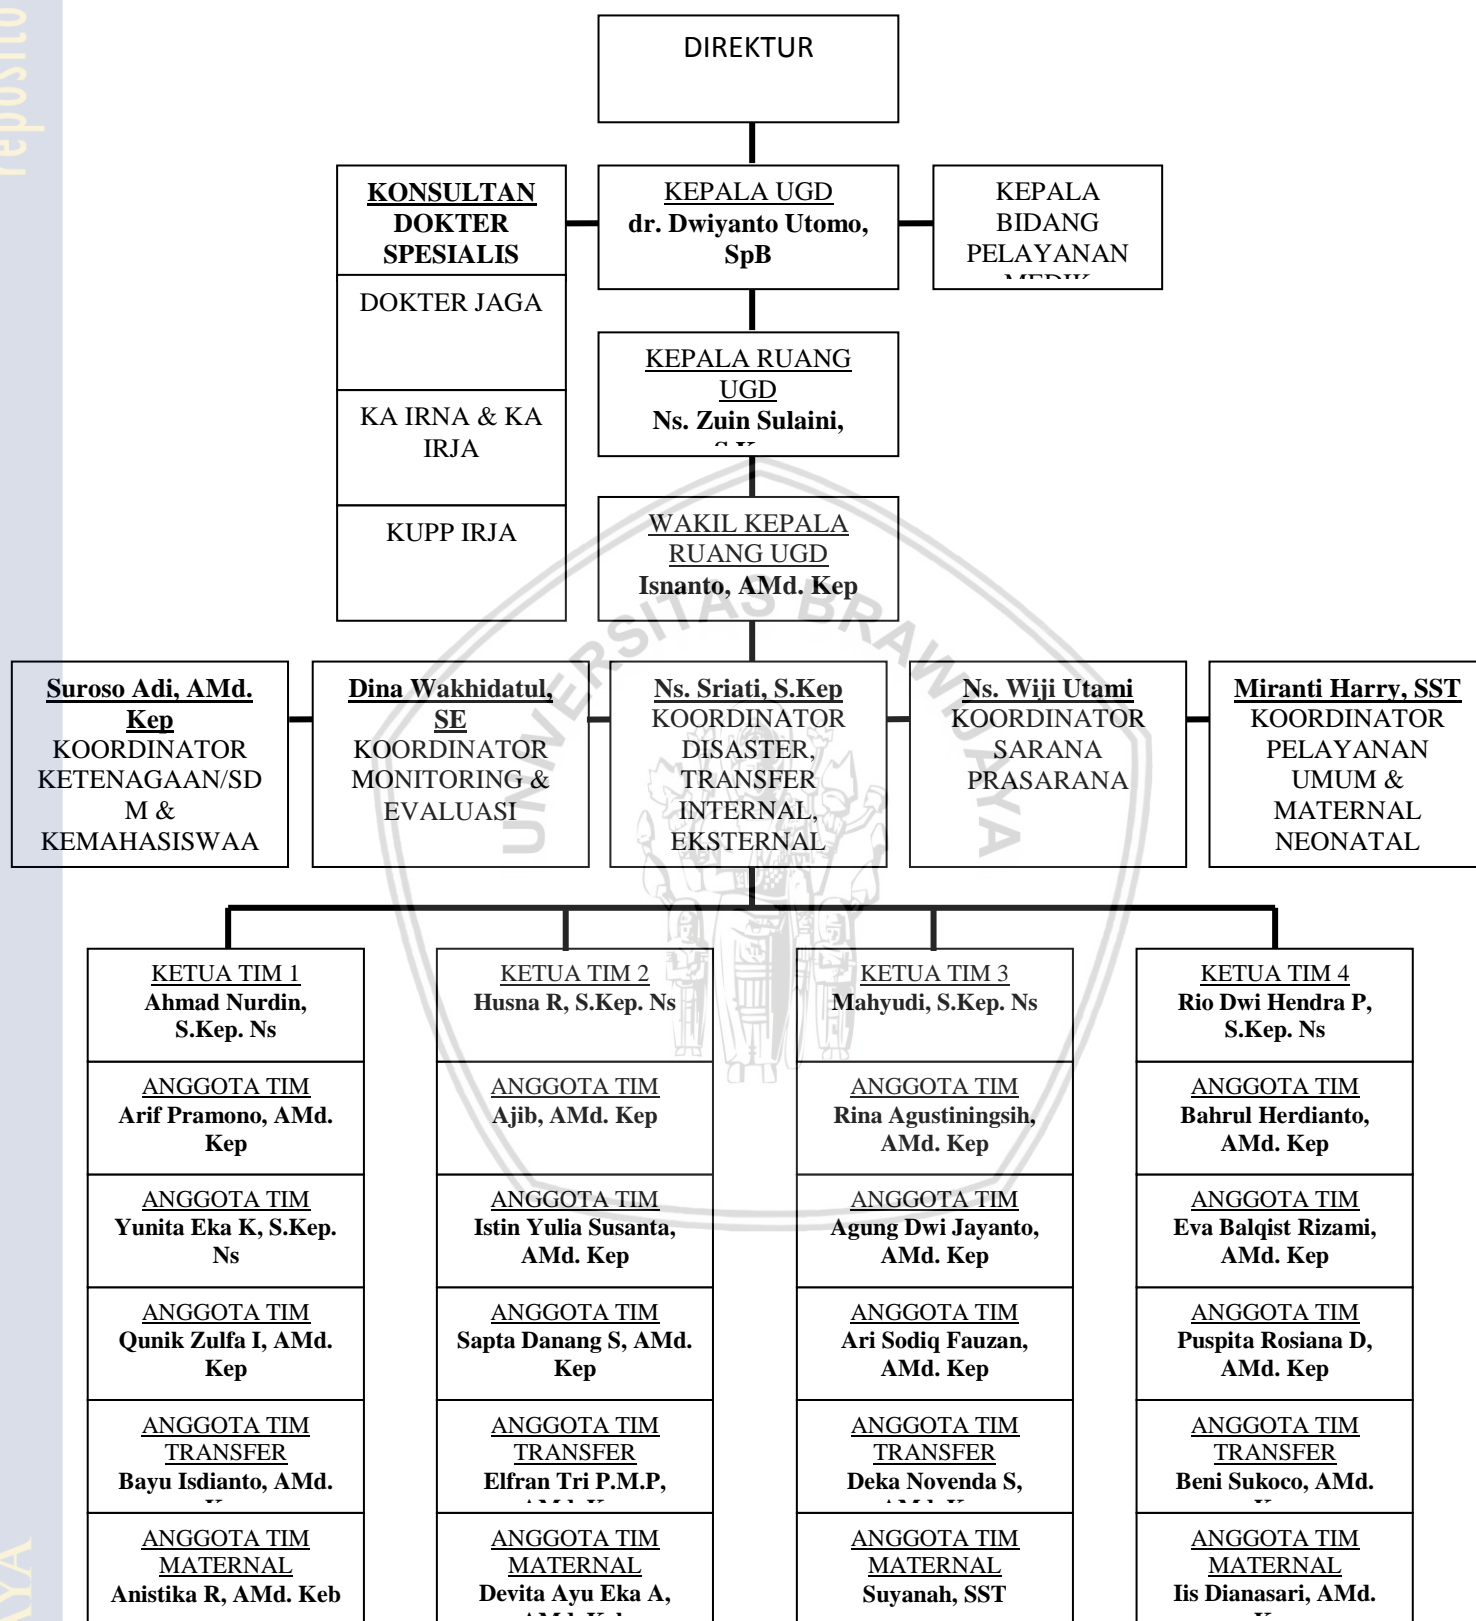 reposito
DIREKTUR
KONSULTAN
DOKTER
SPESIALIS
DOKTER JAGA
KA IRNA & KA
IRJA
KUPP IRJA
KEPALA UGD
dr. Dwiyanto Utomo,
SpB
KEPALA
BIDANG
PELAYANAN
MEDIK
KEPALA RUANG
UGD
Ns. Zuin Sulaini,
WAKIL KEPALA
RUANG UGD
Isnanto, AMd. Kep
UNIVERSITAS BRAWIJAYA
Suroso Adi, AMd.
Kep
KOORDINATOR
KETENAGAAN/SD
M &
KEMAHASISWAA
Dina Wakhidatul,
SE
KOORDINATOR
MONITORING &
EVALUASI
Ns. Sriati, S.Kep
KOORDINATOR
DISASTER,
TRANSFER
INTERNAL,
EKSTERNAL
Ns. Wiji Utami
KOORDINATOR
SARANA
PRASARANA
Miranti Harry, SST
KOORDINATOR
PELAYANAN
UMUM &
MATERNAL
NEONATAL
KETUA TIM 1
Ahmad Nurdin,
S.Kep. Ns
ANGGOTA TIM
Arif Pramono, AMd.
Kep
ANGGOTA TIM
Yunita Eka K, S.Kep.
Ns
ANGGOTA TIM
Qunik Zulfa I, AMd.
Kep
ANGGOTA TIM
TRANSFER
Bayu Isdianto, AMd.
ANGGOTA TIM
MATERNAL
Anistika R, AMd. Keb
KETUA TIM 2
Husna R, S.Kep. Ns
ANGGOTA TIM
Ajib, AMd. Kep
ANGGOTA TIM
Istin Yulia Susanta,
AMd. Kep
ANGGOTA TIM
Sapta Danang S, AMd.
Kep
ANGGOTA TIM
TRANSFER
Elfran Tri P.M.P,
ANGGOTA TIM
MATERNAL
Devita Ayu Eka A,
KETUA TIM 3
Mahyudi, S.Kep. Ns
ANGGOTA TIM
Rina Agustiningsih,
AMd. Kep
ANGGOTA TIM
Agung Dwi Jayanto,
AMd. Kep
ANGGOTA TIM
Ari Sodiq Fauzan,
AMd. Kep
ANGGOTA TIM
TRANSFER
Deka Novenda S,
ANGGOTA TIM
MATERNAL
Suyanah, SST
KETUA TIM 4
Rio Dwi Hendra P,
S.Kep. Ns
ANGGOTA TIM
Bahrul Herdianto,
AMd. Kep
ANGGOTA TIM
Eva Balqist Rizami,
AMd. Kep
ANGGOTA TIM
Puspita Rosiana D,
AMd. Kep
ANGGOTA TIM
TRANSFER
Beni Sukoco, AMd.
ANGGOTA TIM
MATERNAL
Iis Dianasari, AMd.